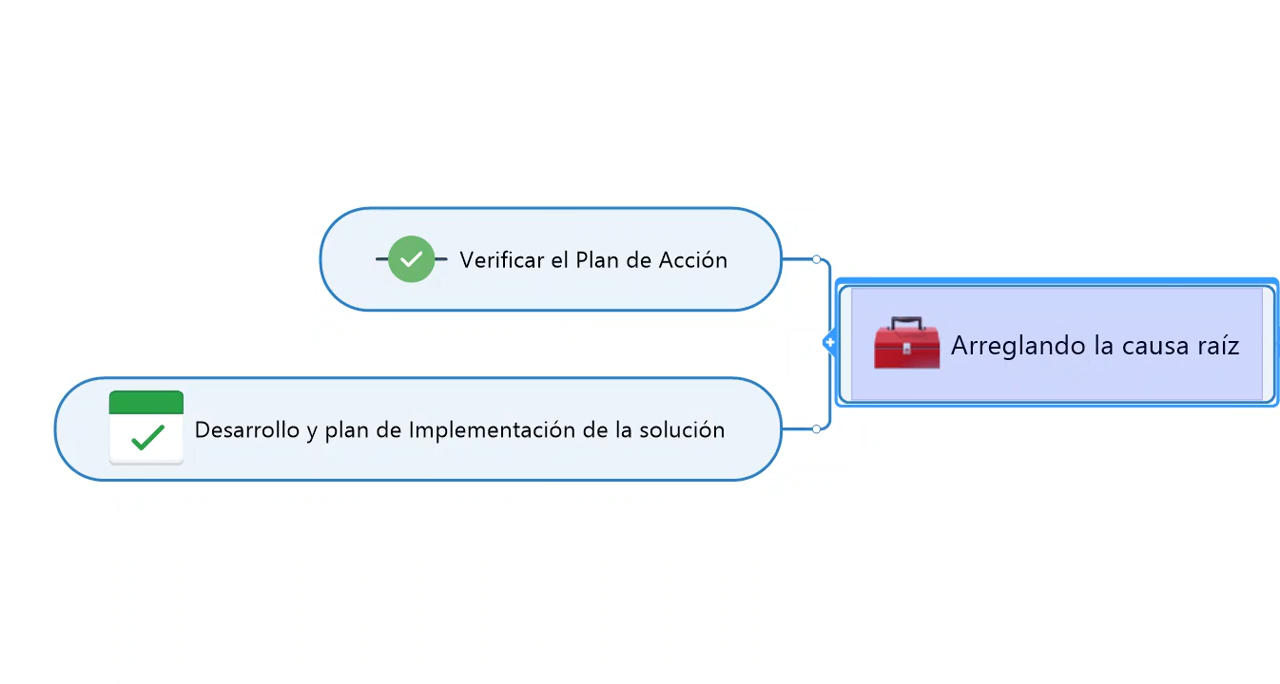 Verificar el Plan de Acción
Arreglando la causa raíz
Desarrollo y plan de Implementación de la solución